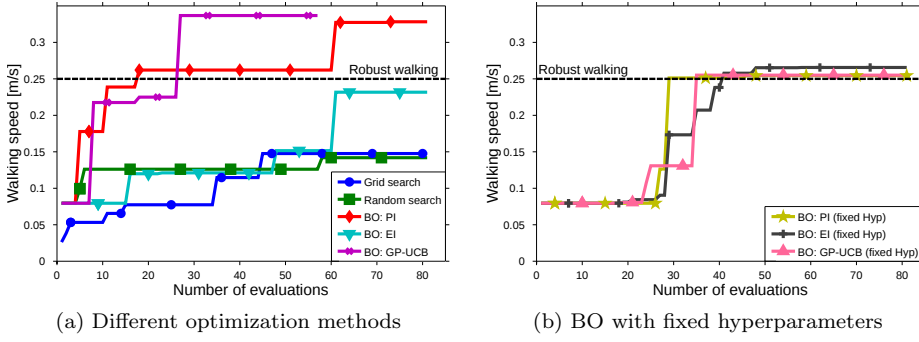 Walking speed [m/s]
0.3
0.25
0.2
0.15
0.1
0.05
0
Robust walking
Grid search
Random search
BO: PI
BO: EI
BO: GP-UCB
0 10 20 30 40 50 60 70 80
Number of evaluations
(a) Different optimization methods
Walking speed [m/s]
0.3
0.25
0.2
0.15
0.1
0.05
0
Robust walking
BO: PI (fixed Hyp)
BO: EI (fixed Hyp)
BO: GP-UCB (fixed Hyp)
0 10 20 30 40 50 60 70 80
Number of evaluations
(b) BO with fixed hyperparameters